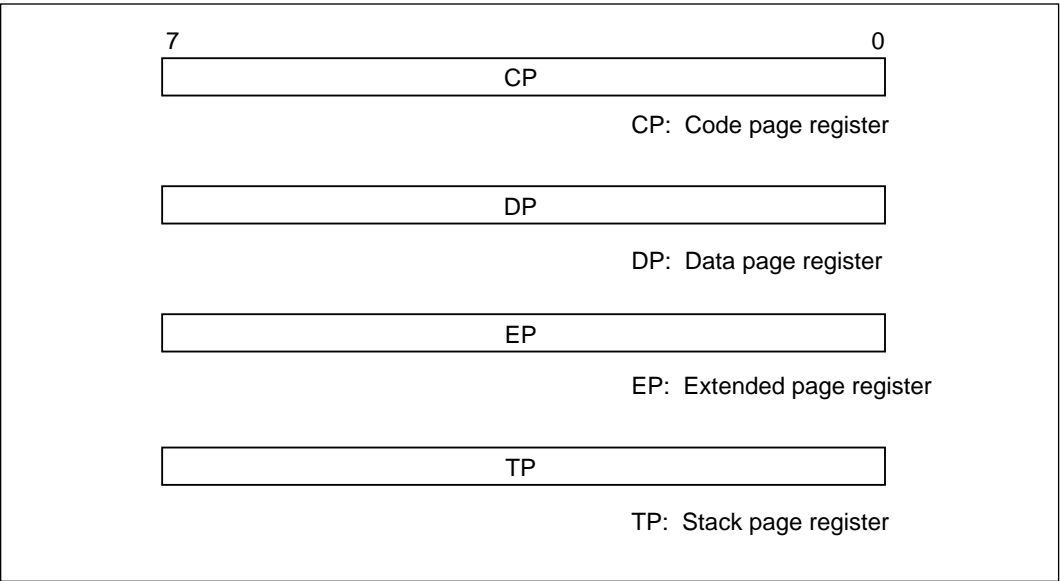 7 0
CP
CP: Code page register
DP
DP: Data page register
EP
EP: Extended page register
TP
TP: Stack page register